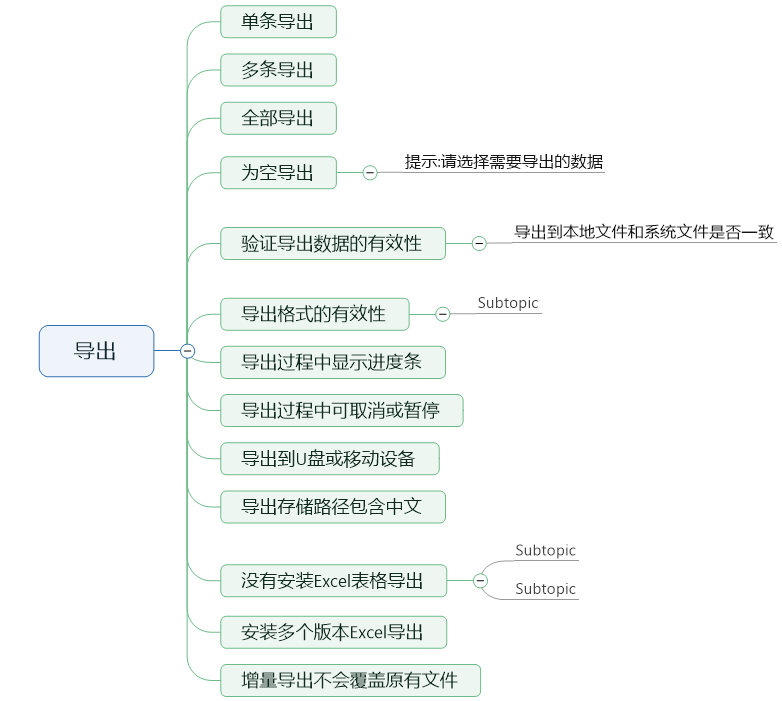 单条导出
多条导出
全部导出
为空导出
提示:请选择需要导出的数据
验证导出数据的有效性
导出到本地文件和系统文件是否一致
导出格式的有效性
Subtopic
导出
导出过程中显示进度条
导出过程中可取消或暂停
导出到U盘或移动设备
导出存储路径包含中文
没有安装Excel表格导出
Subtopic
Subtopic
安装多个版本Excel导出
增量导出不会覆盖原有文件